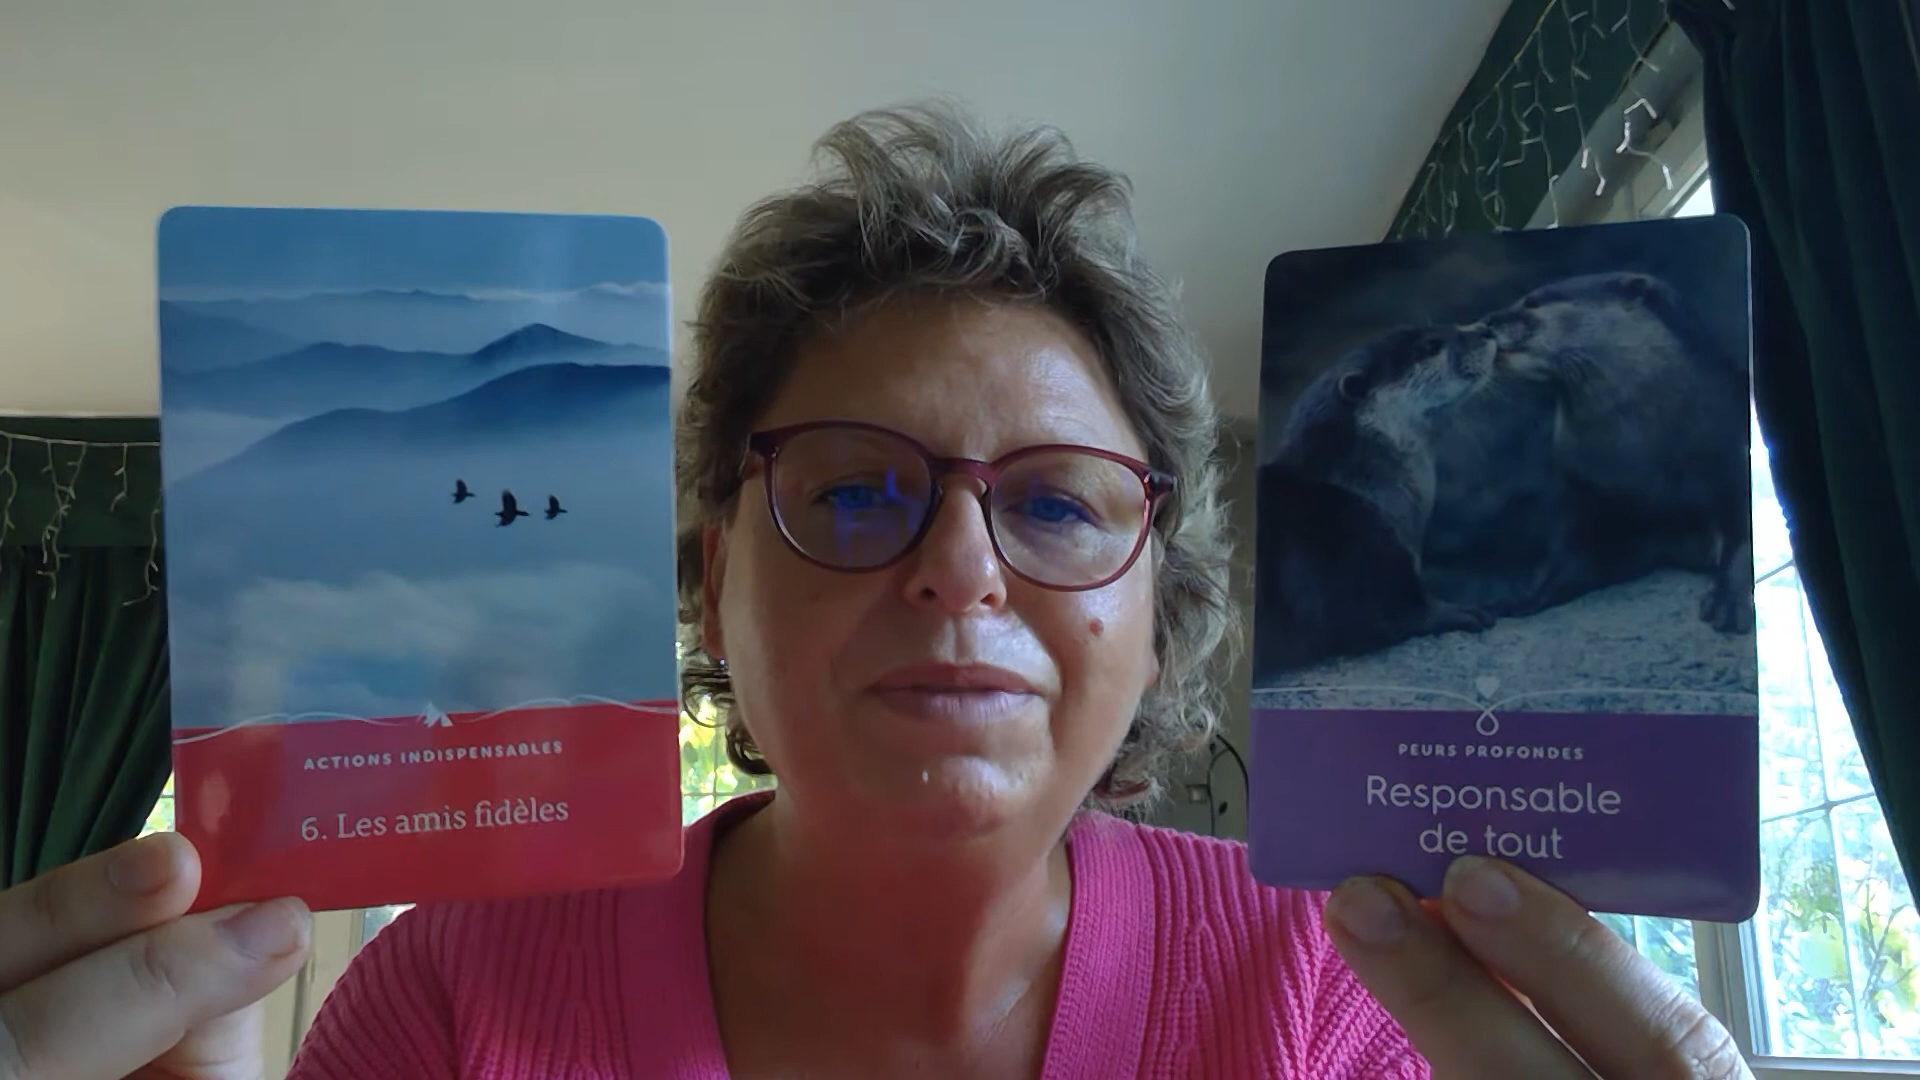 ACTIONS INDISPENSABLES
6. Les amis fidèles
PEURS PROFONDES
Responsable
de tout